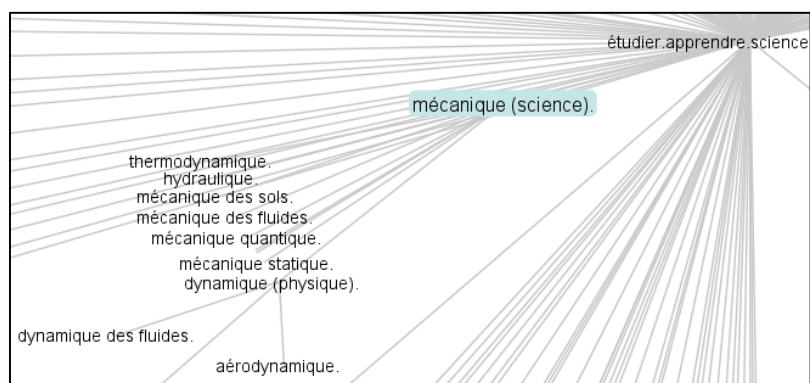 étudier.apprendre.science
mécanique (science).
thermodynamique.
hydraulique.
mécanique des sols.
mécanique des fluides.
mécanique quantique.
mécanique statique.
dynamique (physique).
dynamique des fluides.
aérodynamique.